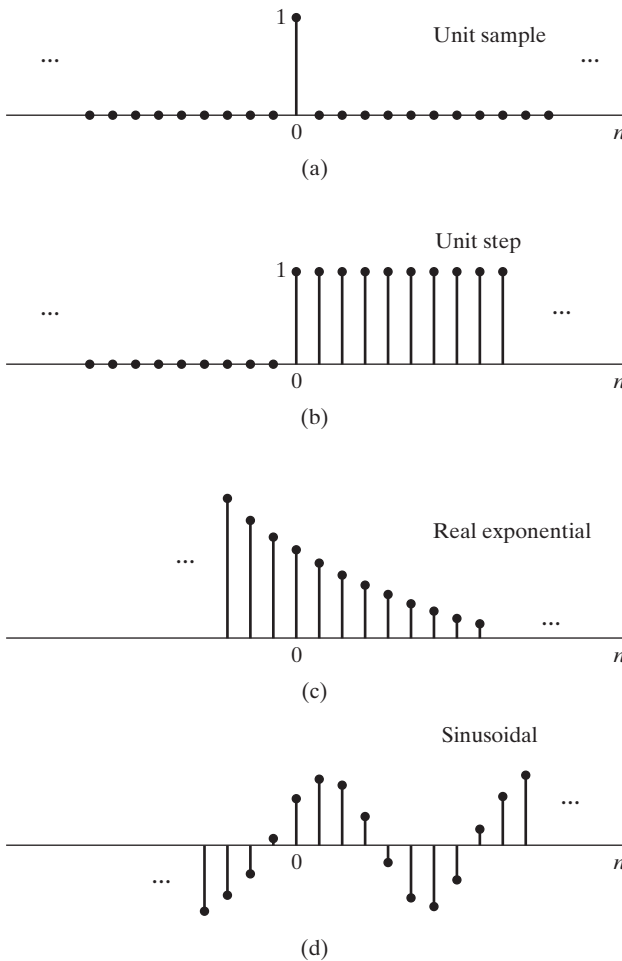 1
Unit sample
... ...
0 n
(a)
Unit step
1
... ...
0 n
(b)
Real exponential
... ...
0 n
(c)
Sinusoidal
...
0 n
...
(d)